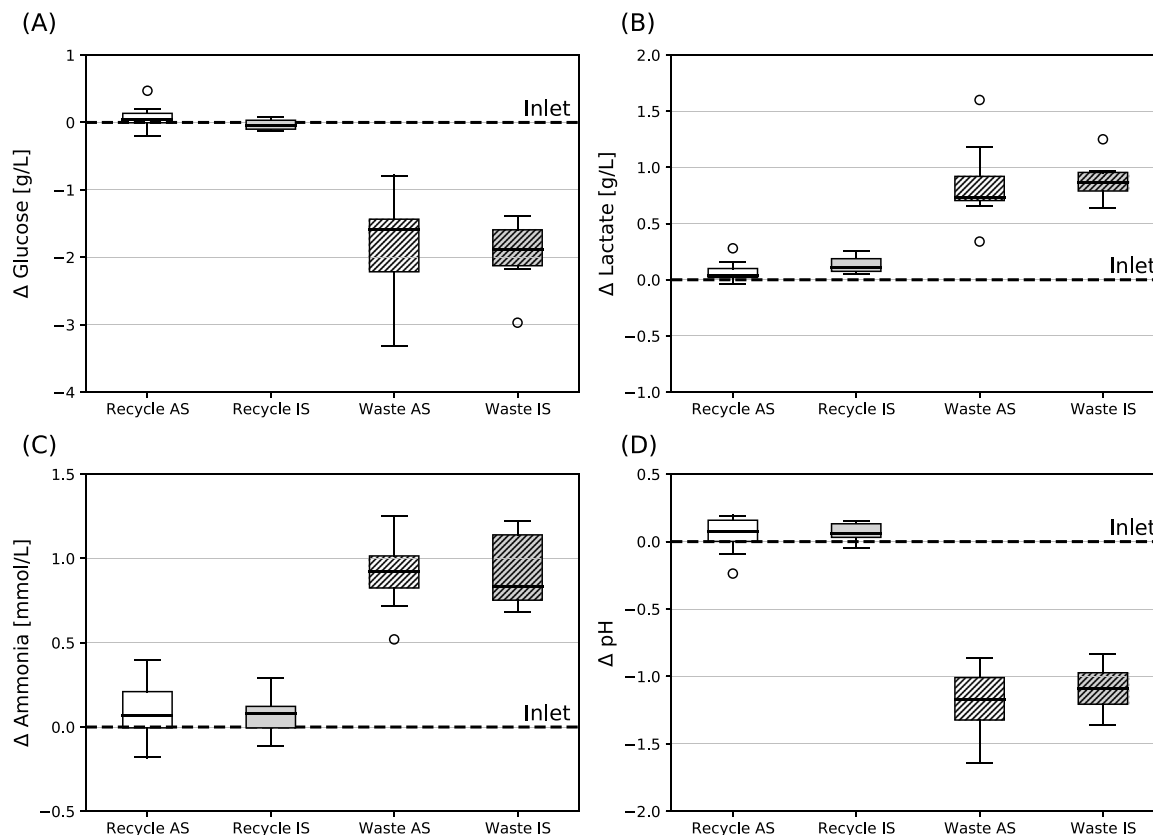 (A)
1
0
−1
−2
−3
−4
Δ Glucose [g/L]
Inlet
Recycle AS
Recycle IS
Waste AS
Waste IS
(B)
2.0
1.5
1.0
0.5
0.0
−0.5
−1.0
Δ Lactate [g/L]
Inlet
Recycle AS
Recycle IS
Waste AS
Waste IS
(C)
1.5
1.0
0.5
0.0
−0.5
Δ Ammonia [mmol/L]
Inlet
Recycle AS
Recycle IS
Waste AS
Waste IS
(D)
0.5
0.0
−0.5
−1.0
−1.5
−2.0
Δ pH
Inlet
Recycle AS
Recycle IS
Waste AS
Waste IS